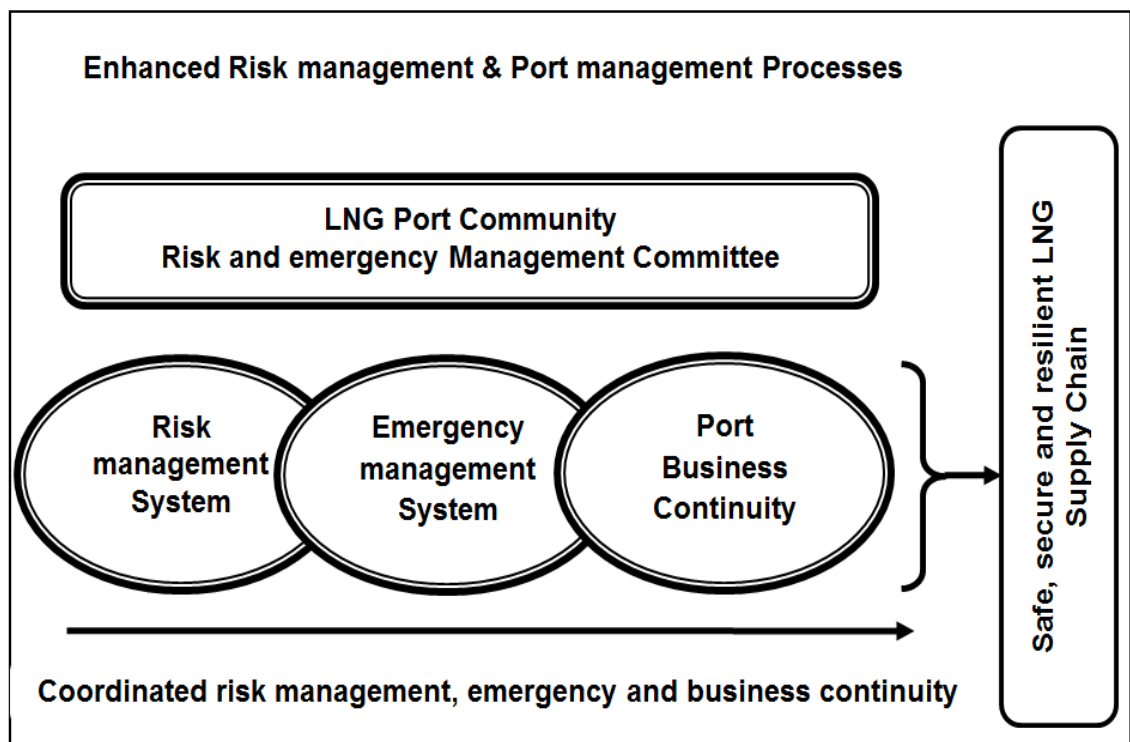 Enhanced Risk management & Port management Processes
LNG Port Community
Risk and emergency Management Committee
Risk
management
System
Emergency
management
System
Port
Business
Continuity
Safe, secure and resilient LNG
Supply Chain
Coordinated risk management, emergency and business continuity